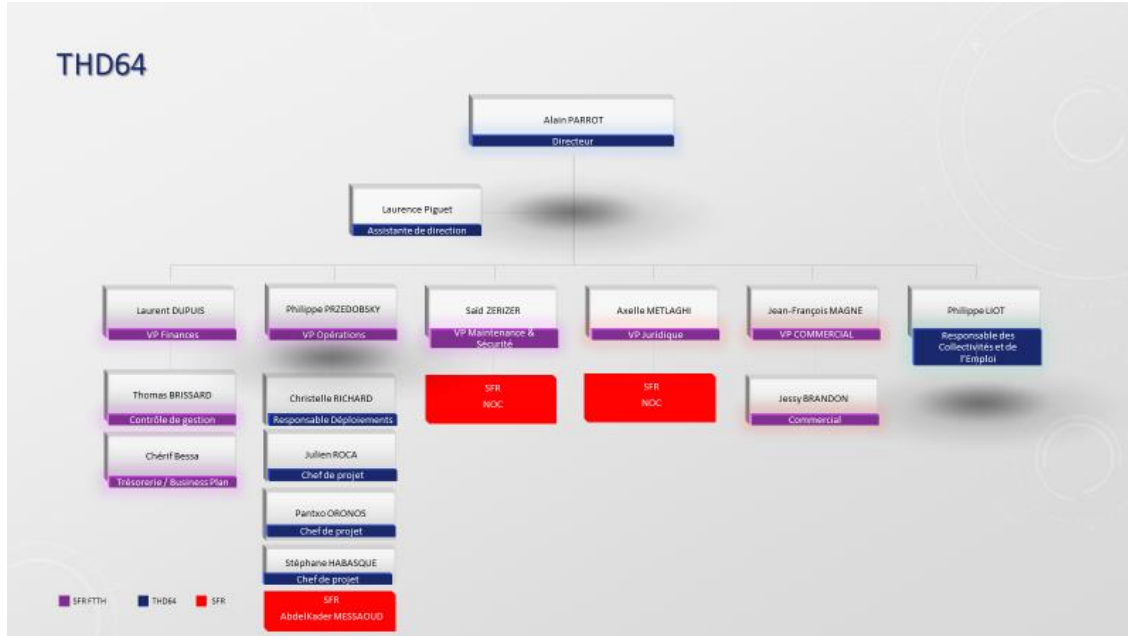 THD64
Alain PARROT
Directeur
Laurence Piguet
Assistante de direction
Laurent DUPUIS
VP Finances
Philippe PRZEDOBSKY
VP Opérations
Saïd ZERIZER
VP Maintenance &
Sécurité
Axelle METLAGHI
VP Juridique
Jean-François MAGNE
VP COMMERCIAL
Philippe LIOT
Responsable des
Collectivités et de
l'Emploi
Thomas BRISSARD
Contrôle de gestion
Chérif Bessa
Trésorerie / Business Plan
Christelle RICHARD
Responsable Déploiements
Julien ROCA
Chef de projet
Pantxo ORONOS
Chef de projet
Stéphane HABASQUE
Chef de projet
SFR
AbdelKader MESSAOUD
SFR
NOC
SFR
NOC
Jessy BRANDON
Commercial
SFR FTTH
THD64
SFR